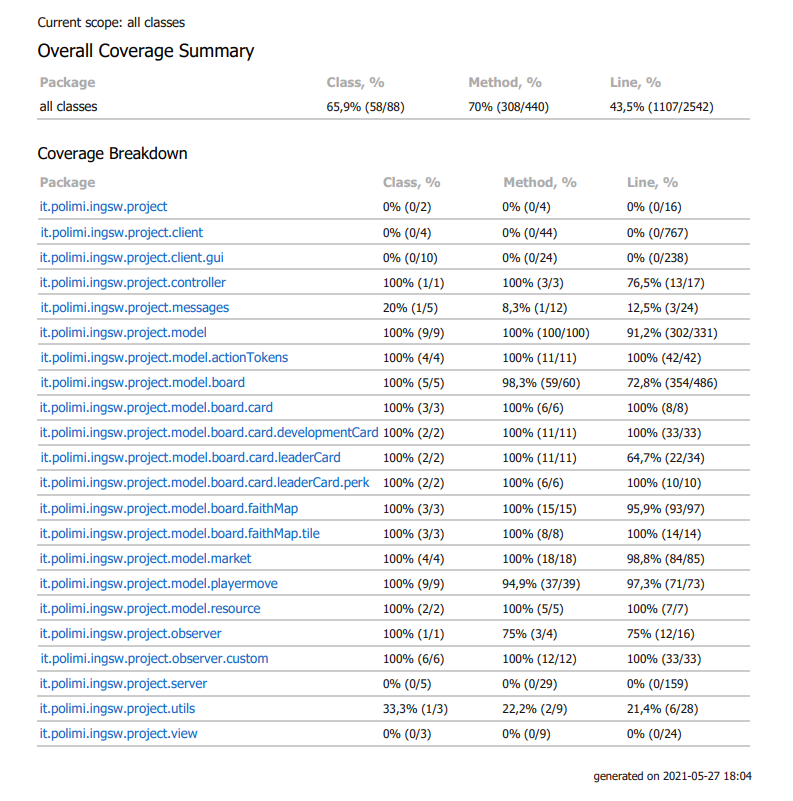 Current scope: all classes
Overall Coverage Summary
Package Class, % Method, % Line, %
all classes 65,9% (58/88) 70% (308/440) 43,5% (1107/2542)
Coverage Breakdown
Package Class, % Method, % Line, %
it.polimi.ingsw.project 0% (0/2) 0% (0/4) 0% (0/16)
it.polimi.ingsw.project.client 0% (0/4) 0% (0/44) 0% (0/767)
it.polimi.ingsw.project.client.gui 0% (0/10) 0% (0/24) 0% (0/238)
it.polimi.ingsw.project.controller 100% (1/1) 100% (3/3) 76,5% (13/17)
it.polimi.ingsw.project.messages 20% (1/5) 8,3% (1/12) 12,5% (3/24)
it.polimi.ingsw.project.model 100% (9/9) 100% (100/100) 91,2% (302/331)
it.polimi.ingsw.project.model.actionTokens 100% (4/4) 100% (11/11) 100% (42/42)
it.polimi.ingsw.project.model.board 100% (5/5) 98,3% (59/60) 72,8% (354/486)
it.polimi.ingsw.project.model.board.card 100% (3/3) 100% (6/6) 100% (8/8)
it.polimi.ingsw.project.model.board.card.developmentCard 100% (2/2) 100% (11/11) 100% (33/33)
it.polimi.ingsw.project.model.board.card.leaderCard 100% (2/2) 100% (11/11) 64,7% (22/34)
it.polimi.ingsw.project.model.board.card.leaderCard.perk 100% (2/2) 100% (6/6) 100% (10/10)
it.polimi.ingsw.project.model.board.faithMap 100% (3/3) 100% (15/15) 95,9% (93/97)
it.polimi.ingsw.project.model.board.faithMap.tile 100% (3/3) 100% (8/8) 100% (14/14)
it.polimi.ingsw.project.model.market 100% (4/4) 100% (18/18) 98,8% (84/85)
it.polimi.ingsw.project.model.playermove 100% (9/9) 94,9% (37/39) 97,3% (71/73)
it.polimi.ingsw.project.model.resource 100% (2/2) 100% (5/5) 100% (7/7)
it.polimi.ingsw.project.observer 100% (1/1) 75% (3/4) 75% (12/16)
it.polimi.ingsw.project.observer.custom 100% (6/6) 100% (12/12) 100% (33/33)
it.polimi.ingsw.project.server 0% (0/5) 0% (0/29) 0% (0/159)
it.polimi.ingsw.project.utils 33,3% (1/3) 22,2% (2/9) 21,4% (6/28)
it.polimi.ingsw.project.view 0% (0/3) 0% (0/9) 0% (0/24)
generated on 2021-05-27 18:04